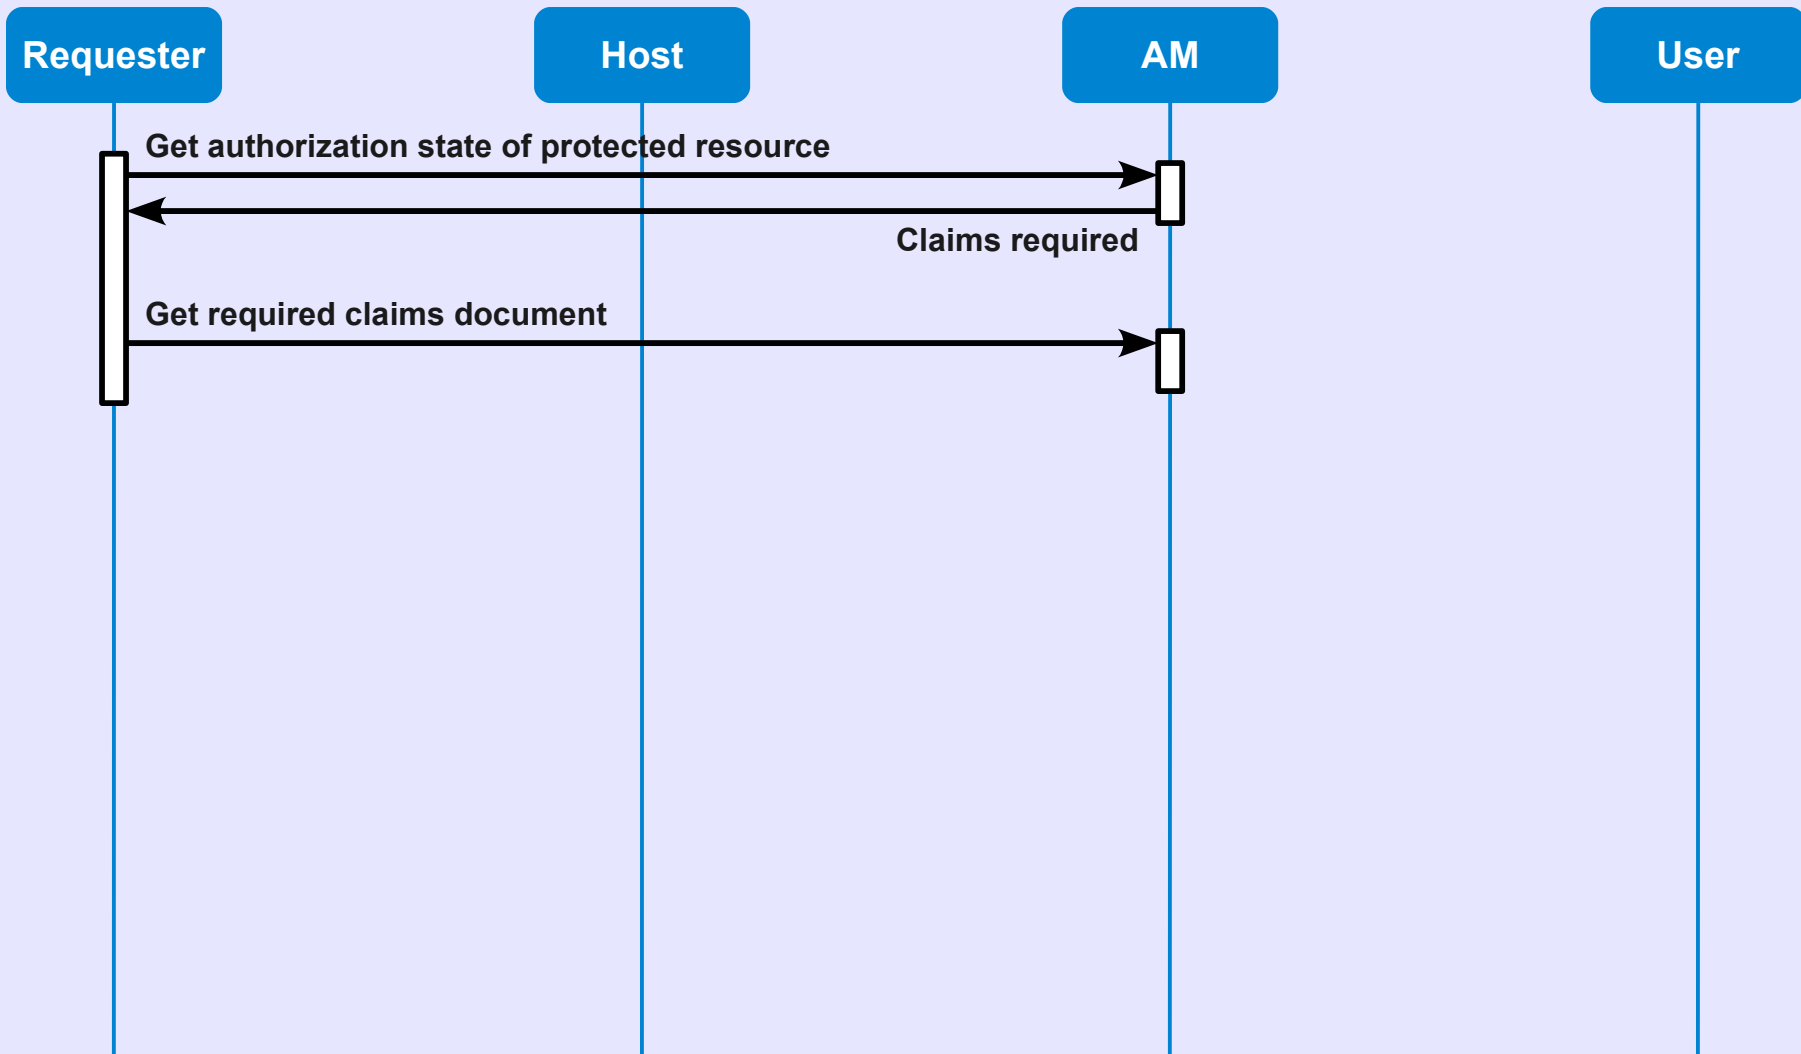 Requester
Host
AM
User
Get authorization state of protected resource
Claims required
Get required claims document